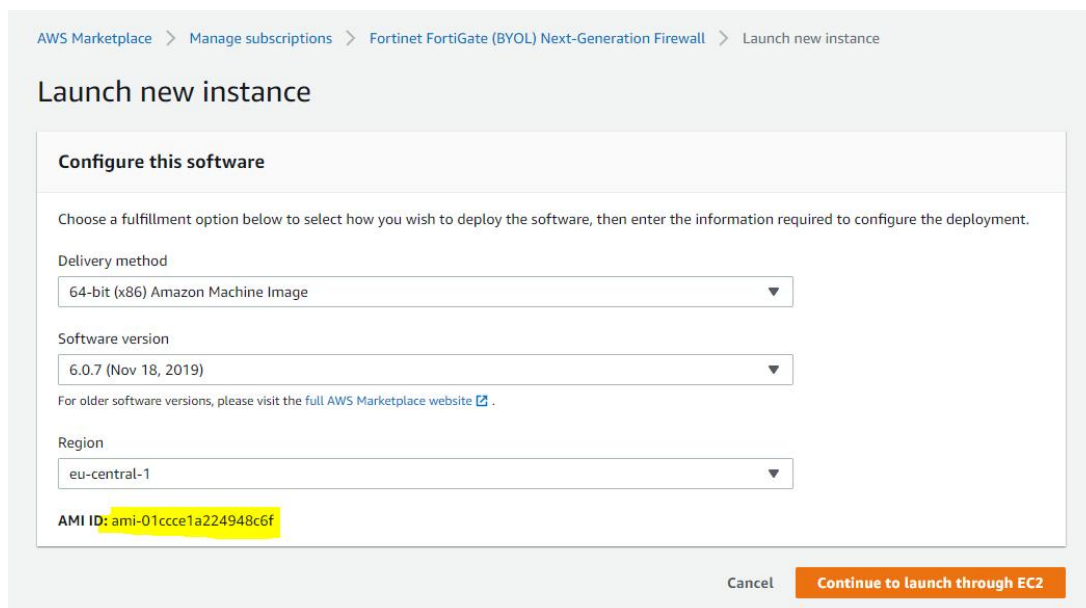 AWS Marketplace > Manage subscriptions > Fortinet FortiGate (BYOL) Next-Generation Firewall > Launch new instance
Launch new instance
Configure this software
Choose a fulfillment option below to select how you wish to deploy the software, then enter the information required to configure the deployment.
Delivery method
64-bit (x86) Amazon Machine Image
Software version
6.0.7 (Nov 18, 2019)
For older software versions, please visit the full AWS Marketplace website .
Region
eu-central-1
AMI ID: ami-01ccce1a224948c6f
Cancel Continue to launch through EC2